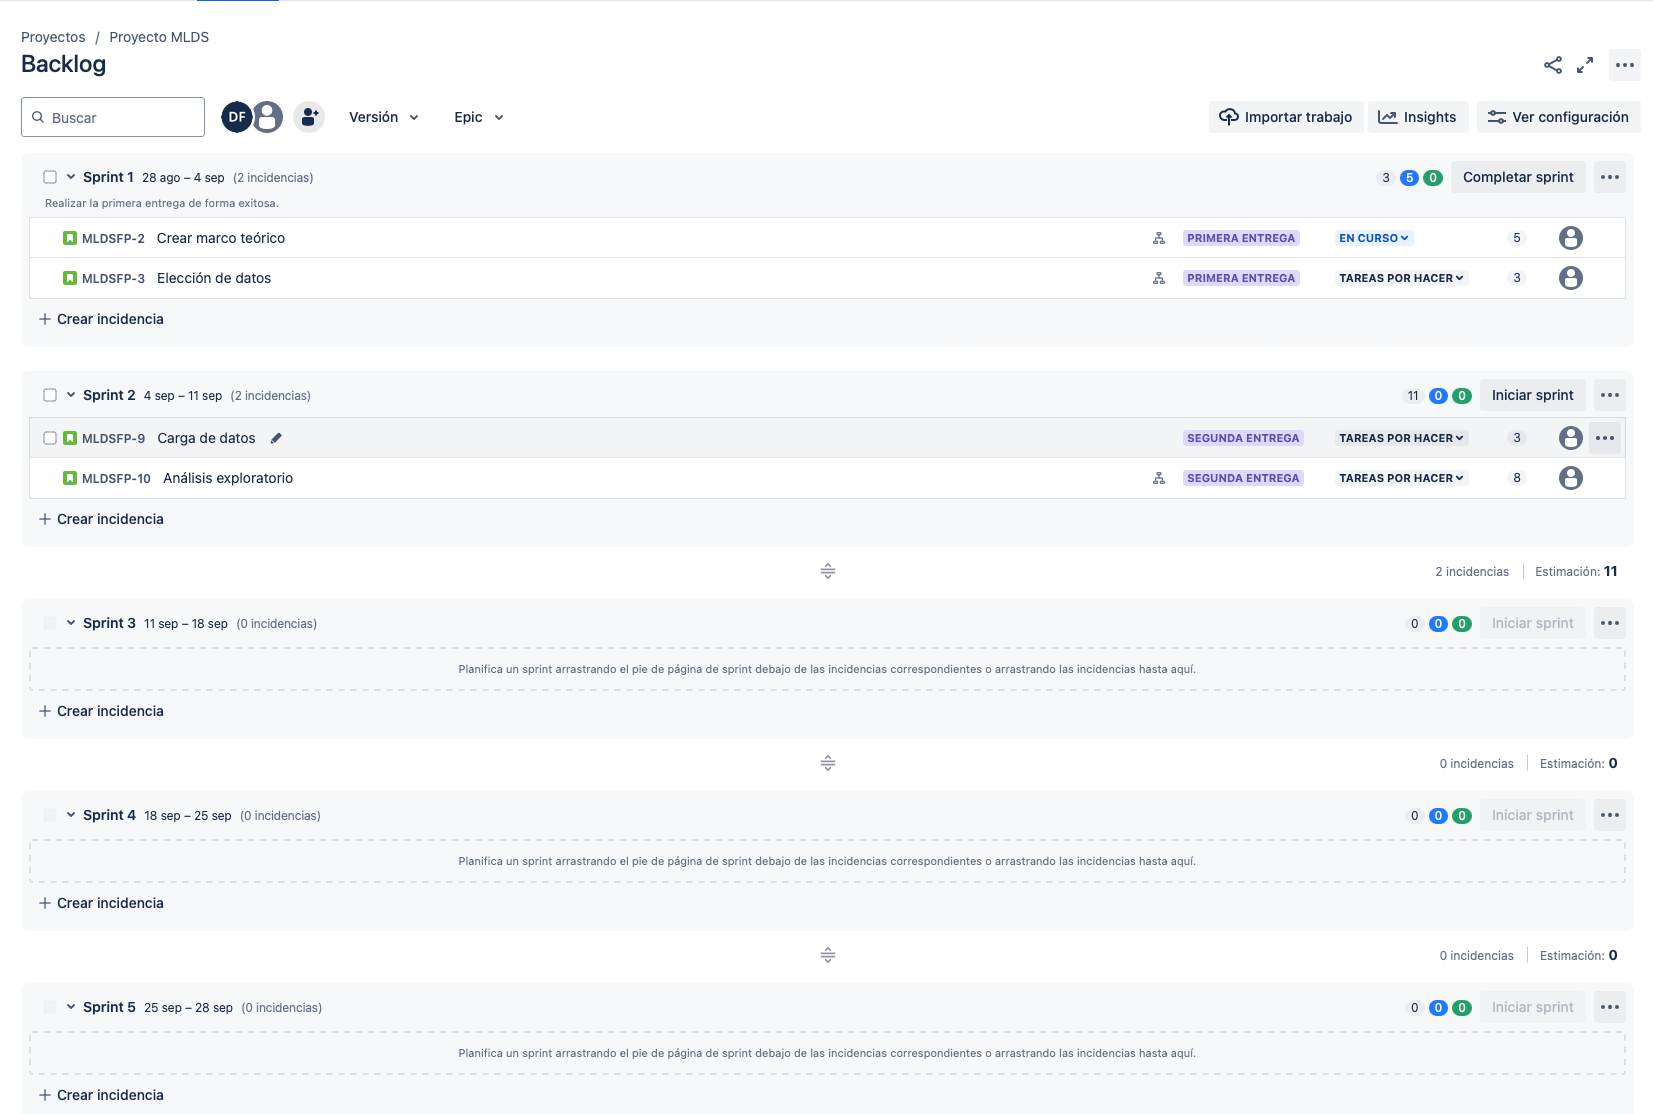 Proyectos / Proyecto MLDS
Backlog
Buscar DF Versión Epic Importar trabajo Insights Ver configuración
Sprint 1 28 ago – 4 sep (2 incidencias) 3 5 0 Completar sprint
Realizar la primera entrega de forma exitosa.
MLDSFP-2 Crear marco teórico PRIMERA ENTREGA EN CURSO 5
MLDSFP-3 Elección de datos PRIMERA ENTREGA TAREAS POR HACER 3
Crear incidencia
Sprint 2 4 sep – 11 sep (2 incidencias) 11 0 0 Iniciar sprint
MLDSFP-9 Carga de datos SEGUNDA ENTREGA TAREAS POR HACER 3
MLDSFP-10 Análisis exploratorio SEGUNDA ENTREGA TAREAS POR HACER 8
Crear incidencia
2 incidencias Estimación: 11
Sprint 3 11 sep – 18 sep (0 incidencias) 0 0 0 Iniciar sprint
Planifica un sprint arrastrando el pie de página de sprint debajo de las incidencias correspondientes o arrastrando las incidencias hasta aquí.
Crear incidencia
0 incidencias Estimación: 0
Sprint 4 18 sep – 25 sep (0 incidencias) 0 0 0 Iniciar sprint
Planifica un sprint arrastrando el pie de página de sprint debajo de las incidencias correspondientes o arrastrando las incidencias hasta aquí.
Crear incidencia
0 incidencias Estimación: 0
Sprint 5 25 sep – 28 sep (0 incidencias) 0 0 0 Iniciar sprint
Planifica un sprint arrastrando el pie de página de sprint debajo de las incidencias correspondientes o arrastrando las incidencias hasta aquí.
Crear incidencia